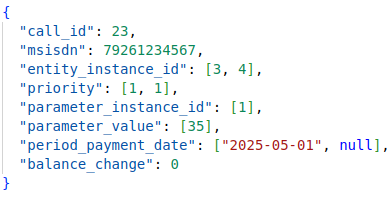 {
  "call_id": 23,
  "msisdn": 79261234567,
  "entity_instance_id": [3, 4],
  "priority": [1, 1],
  "parameter_instance_id": [1],
  "parameter_value": [35],
  "period_payment_date": ["2025-05-01", null],
  "balance_change": 0
}